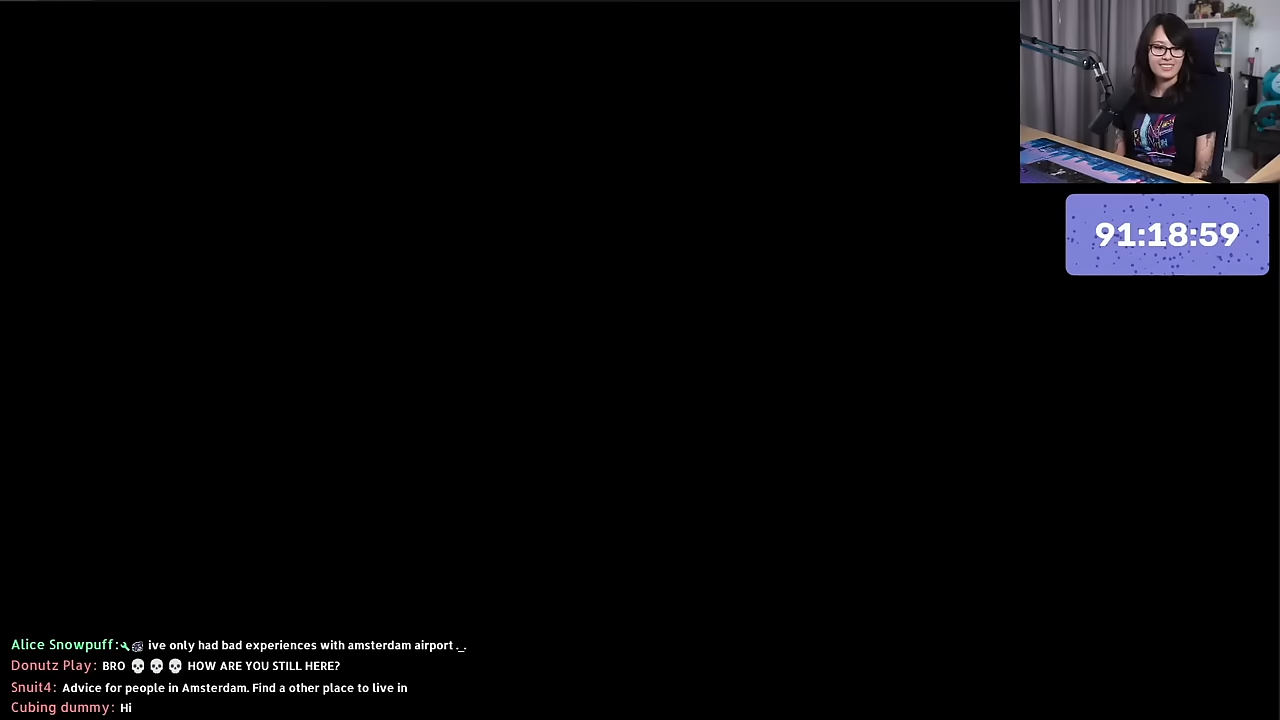 91:18:59
Alice Snowpuff: ive only had bad experiences with amsterdam airport ._.
Donutz Play: BRO 💀 💀 💀 HOW ARE YOU STILL HERE?
Snuit4: Advice for people in Amsterdam. Find a other place to live in
Cubing dummy: Hi